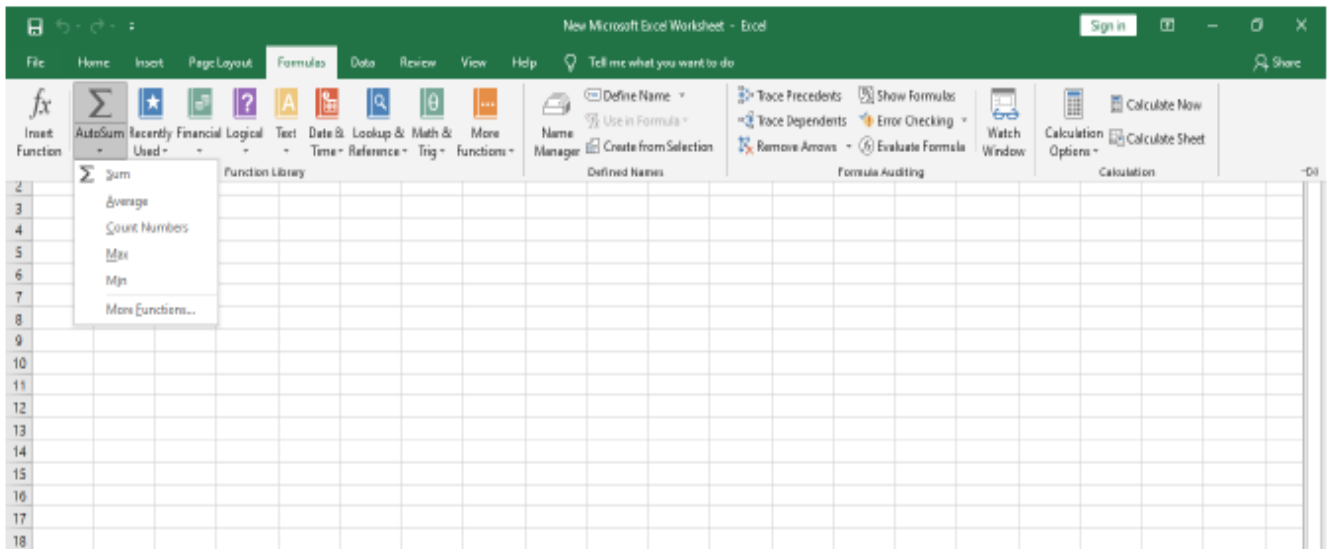 New Microsoft Excel Worksheet - Excel
Sign in
File Home Insert Page Layout Formulas Data Review View Help Tell me what you want to do Share
fx Σ ? A θ
Insert Function
AutoSum
Recently Used
Financial
Logical
Text
Date & Time
Lookup & Reference
Math & Trig
More Functions
Function Library
Name Manager
Define Name
Use in Formula
Create from Selection
Defined Names
Trace Precedents
Trace Dependents
Remove Arrows
Show Formulas
Error Checking
Evaluate Formula
Watch Window
Formula Auditing
Calculation Options
Calculate Now
Calculate Sheet
Calculation
Σ Sum
Average
Count Numbers
Max
Min
More Functions...
2
3
4
5
6
7
8
9
10
11
12
13
14
15
16
17
18